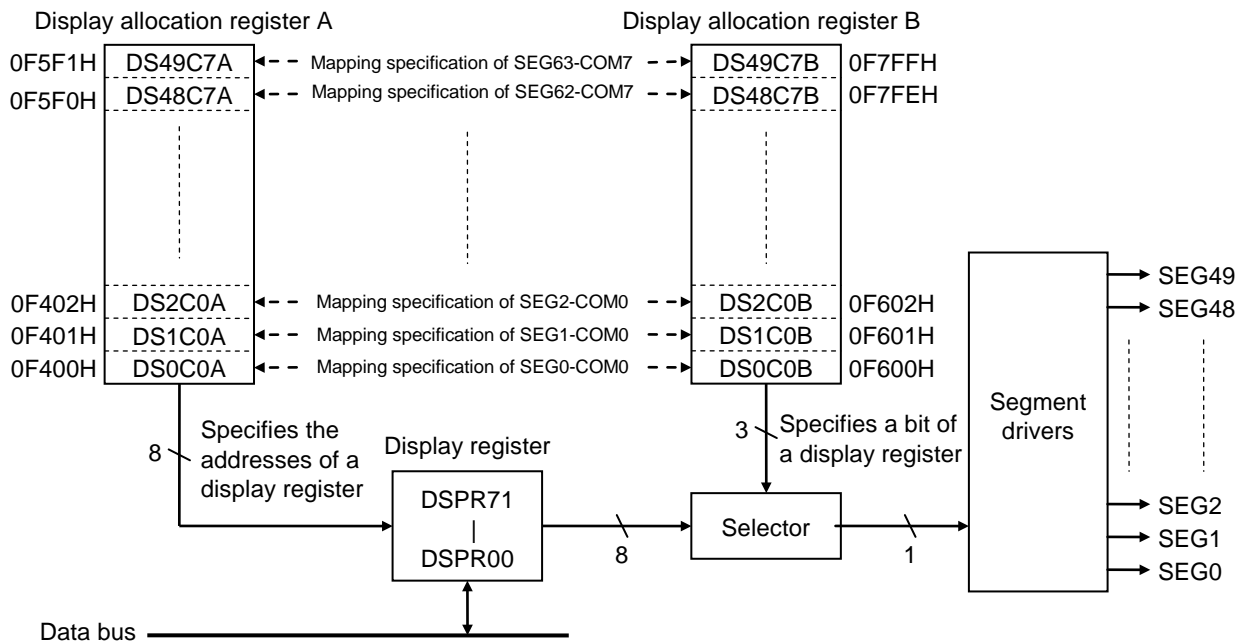 Display allocation register A
Display allocation register B
0F5F1H
DS49C7A
Mapping specification of SEG63-COM7
DS49C7B
0F7FFH
0F5F0H
DS48C7A
Mapping specification of SEG62-COM7
DS48C7B
0F7FEH
SEG49
SEG48
0F402H
DS2C0A
Mapping specification of SEG2-COM0
DS2C0B
0F602H
0F401H
DS1C0A
Mapping specification of SEG1-COM0
DS1C0B
0F601H
0F400H
DS0C0A
Mapping specification of SEG0-COM0
DS0C0B
0F600H
Segment
drivers
8
Specifies the
addresses of a
display register
Display register
3
Specifies a bit of
a display register
DSPR71
DSPR00
8
Selector
1
SEG2
SEG1
SEG0
Data bus